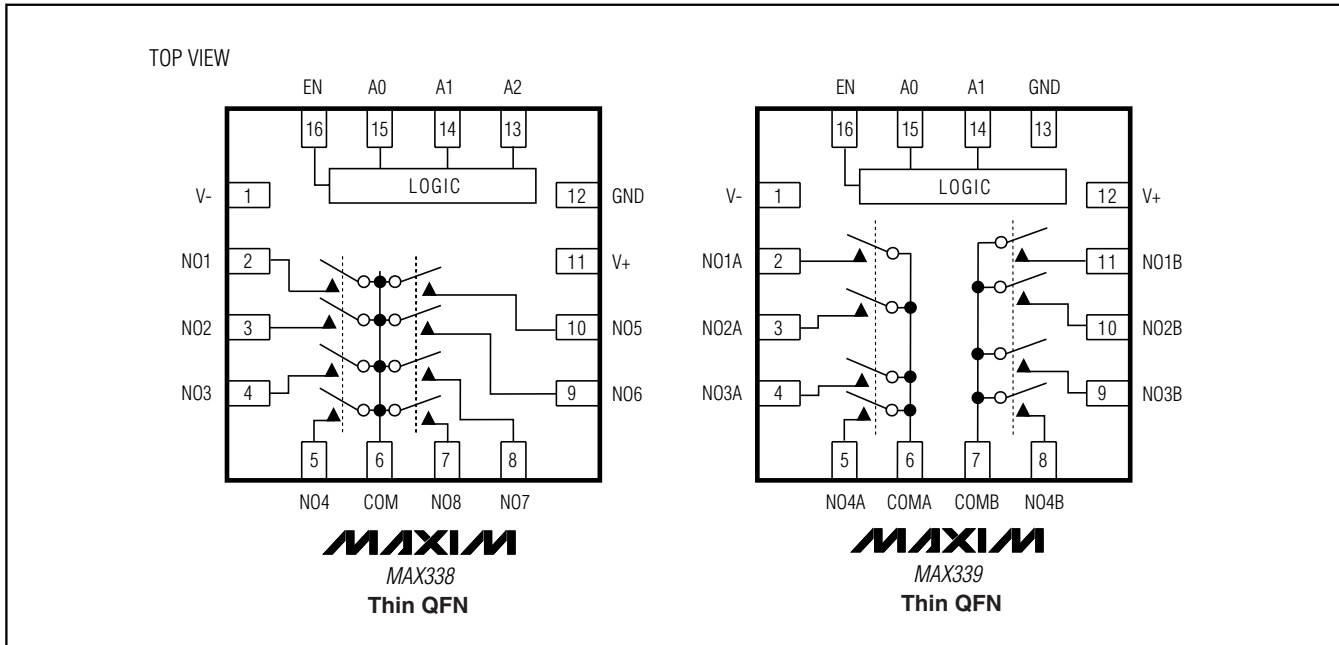 TOP VIEW
EN A0 A1 A2
16 15 14 13
LOGIC
V- 1 12 GND
NO1 2 11 V+
NO2 3 10 NO5
NO3 4 9 NO6
5 6 7 8
NO4 COM NO8 NO7
MAXIM
MAX338
Thin QFN
EN A0 A1 GND
16 15 14 13
LOGIC
V- 1 12 V+
NO1A 2 11 NO1B
NO2A 3 10 NO2B
NO3A 4 9 NO3B
5 6 7 8
NO4A COMA COMB NO4B
MAXIM
MAX339
Thin QFN